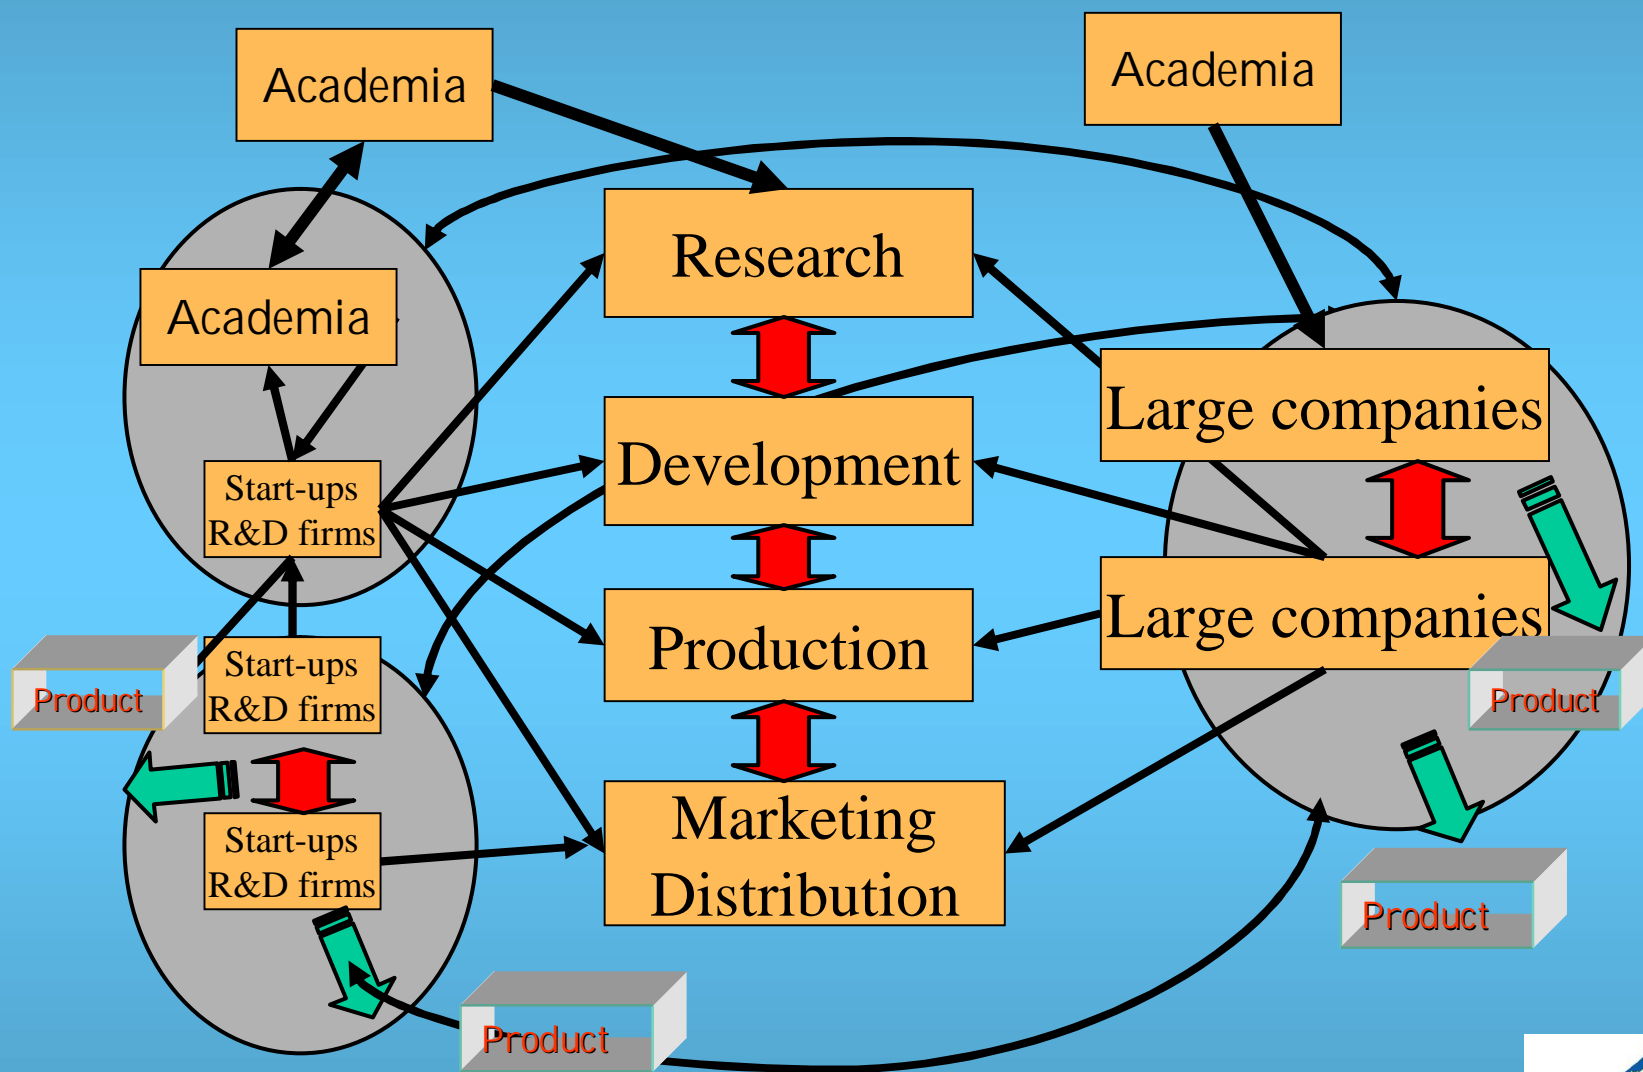 Academia
Academia
Research
Academia
Large companies
Development
Start-ups
R&D firms
Large companies
Production
Start-ups
R&D firms
Product
Product
Marketing
Distribution
Start-ups
R&D firms
Product
Product